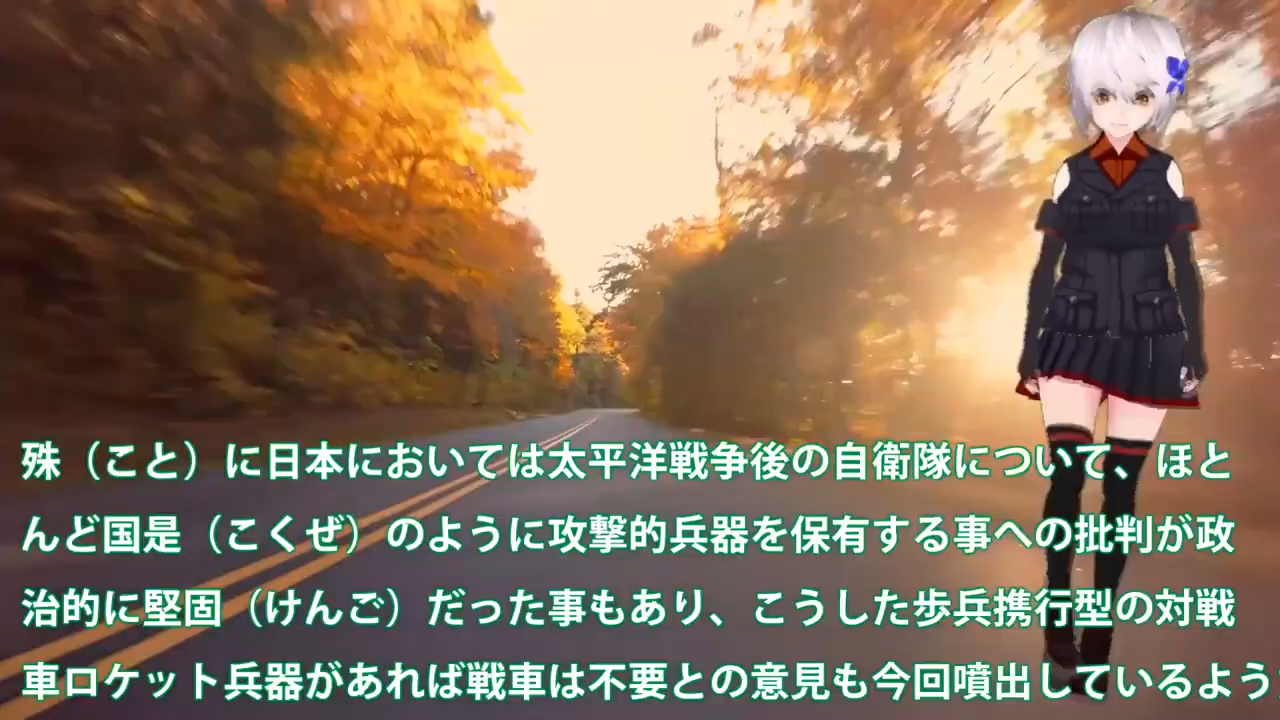 殊（こと）に日本においては太平洋戦争後の自衛隊について、ほと
んど国是（こくぜ）のように攻撃的兵器を保有する事への批判が政
治的に堅固（けんご）だった事もあり、こうした歩兵携行型の対戦
車ロケット兵器があれば戦車は不要との意見も今回噴出しているよう